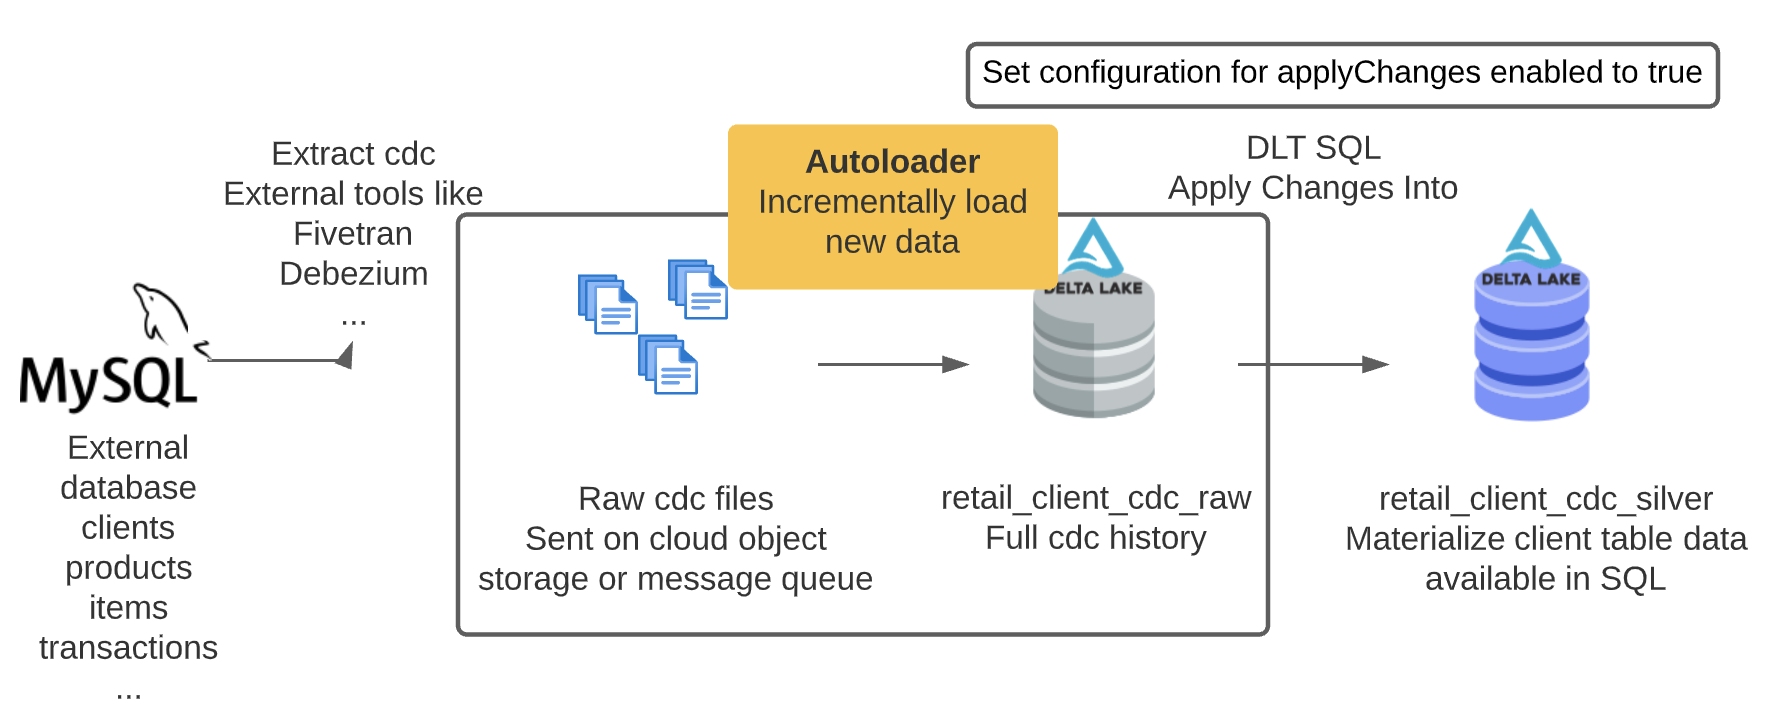 Set configuration for applyChanges enabled to true
Extract cdc
External tools like
Fivetran
Debezium
...
Autoloader
Incrementally load
new data
DLT SQL
Apply Changes Into
MySQL
DELTA LAKE
DELTA LAKE
External
database
clients
products
items
transactions
...
Raw cdc files
Sent on cloud object
storage or message queue
retail_client_cdc_raw
Full cdc history
retail_client_cdc_silver
Materialize client table data
available in SQL